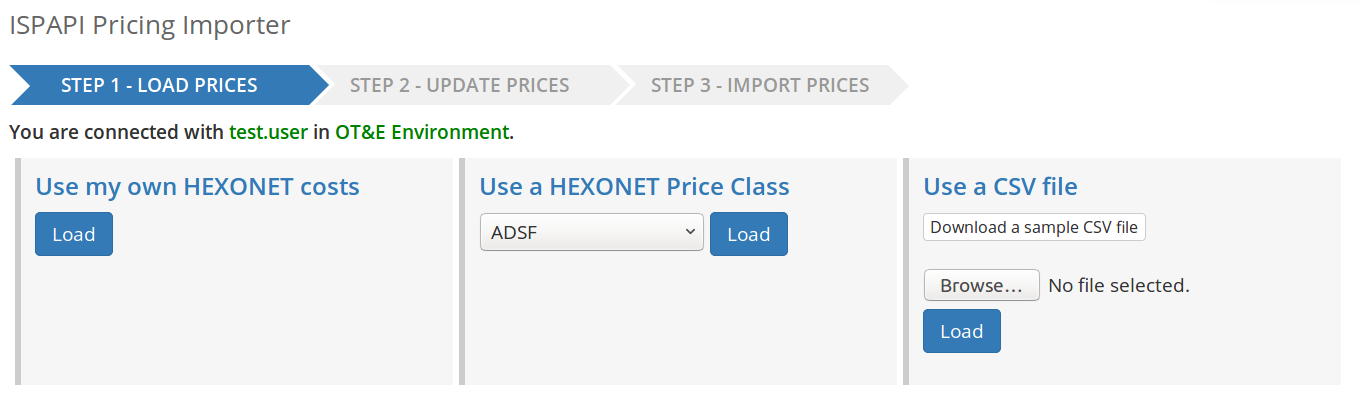 ISPAPI Pricing Importer
STEP 1 - LOAD PRICES
STEP 2 - UPDATE PRICES
STEP 3 - IMPORT PRICES
You are connected with test.user in OT&E Environment.
Use my own HEXONET costs
Load
Use a HEXONET Price Class
ADSF
Load
Use a CSV file
Download a sample CSV file
Browse... No file selected.
Load